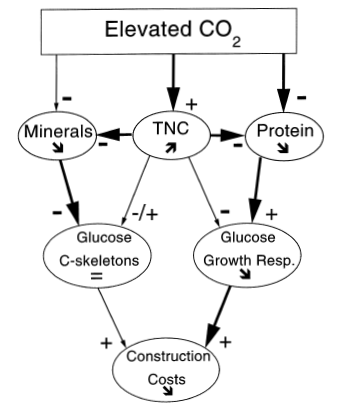 Elevated CO2
-
+
-
Minerals
TNC
Protein
-
-
-
-/+
-
+
Glucose
C-skeletons
=
Glucose
Growth Resp.
+
+
Construction
Costs